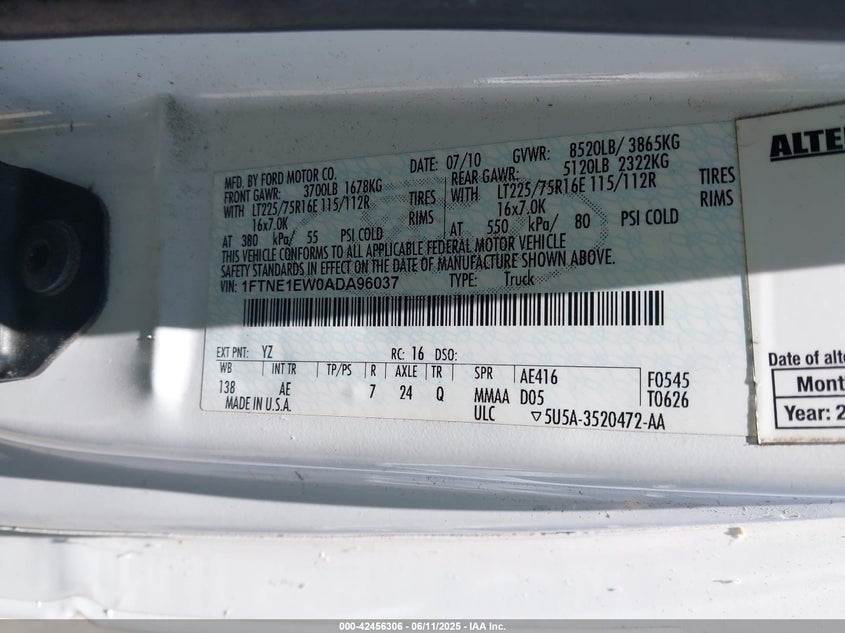 MFD. BY FORD MOTOR CO. DATE: 07/10 GVWR: 8520LB/ 3865KG
FRONT GAWR: 3700LB 1678KG REAR GAWR: 5120LB 2322KG
WITH LT225/75R16E 115/112R TIRES WITH LT225/75R16E 115/112R TIRES
16x7.0K RIMS 16x7.0K RIMS
AT 380 kPa/ 55 PSI COLD AT 550 kPa/ 80 PSI COLD
THIS VEHICLE CONFORMS TO ALL APPLICABLE FEDERAL MOTOR VEHICLE
SAFETY STANDARDS IN EFFECT ON THE DATE OF MANUFACTURE SHOWN ABOVE.
VIN: 1FTNE1EW0ADA96037 TYPE: Truck
EXT PNT: YZ RC: 16 DSO:
WB INT TR TP/PS R AXLE TR SPR AE416 F0545
138 AE 7 24 Q MMAA D05 T0626
MADE IN U.S.A. ULC ▽5U5A-3520472-AA
ALTE
Date of alte
Mont
Year: 2
000-42456306 - 06/11/2025 - IAA Inc.